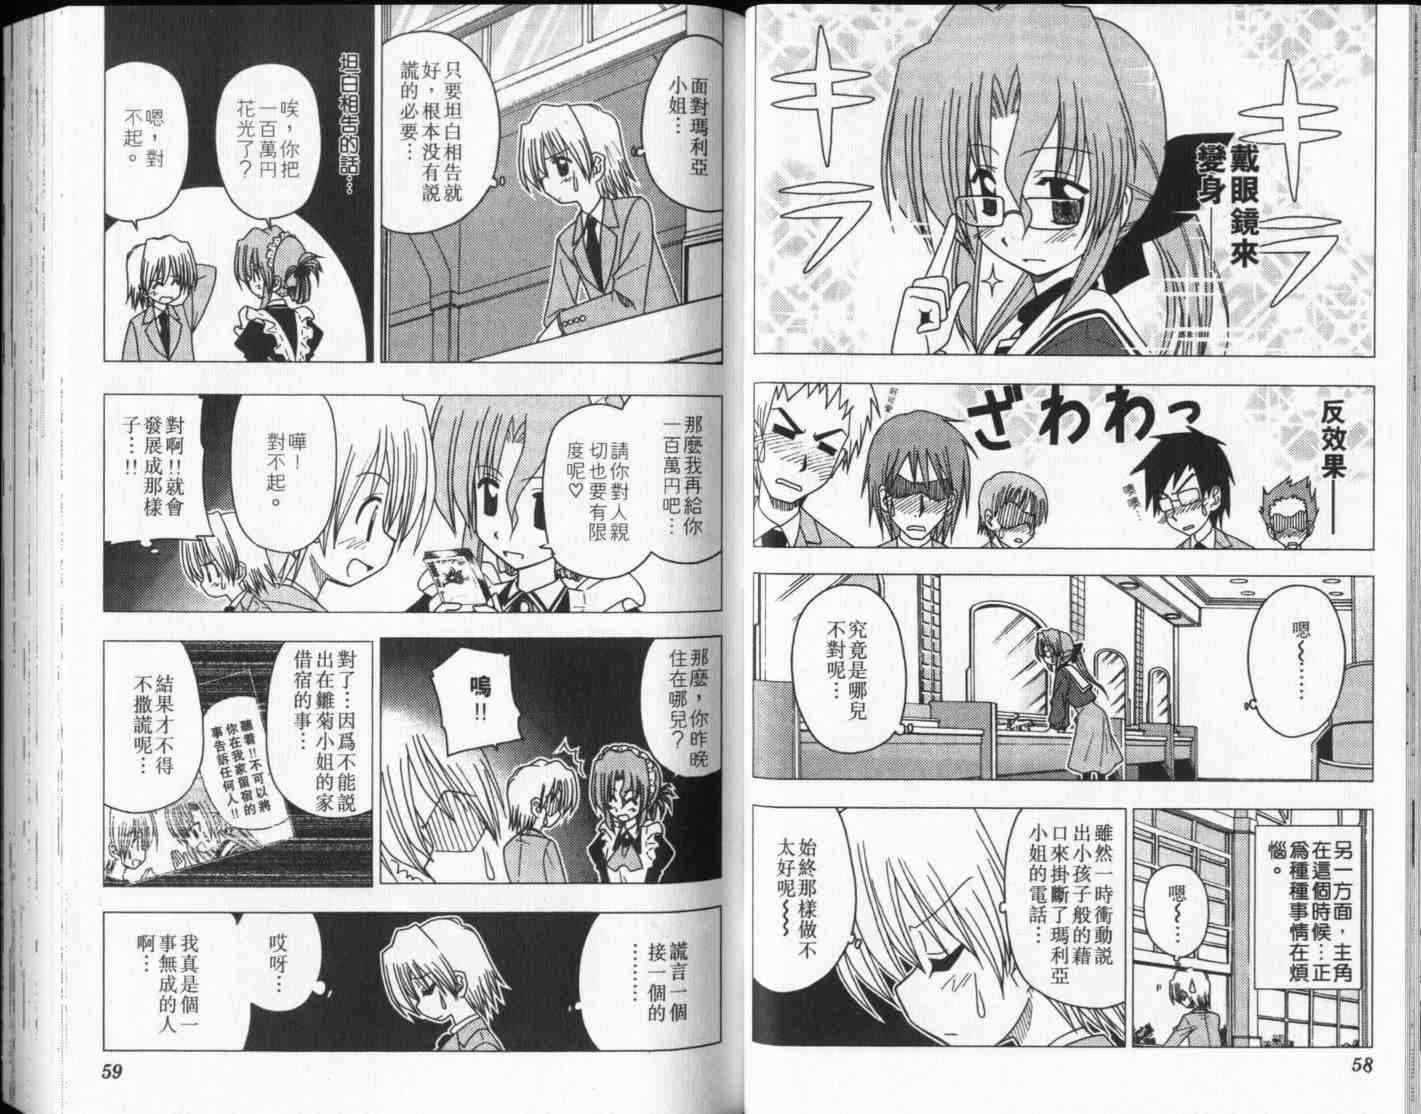 戴眼鏡來
變身——
キラ
キラ
反效果——
ざわわっ
好可愛
噗噗…
嗯～～……
究竟是哪兒
不對呢…
另一方面，主角
在這個時候…正
為種種事情在煩
惱。
嗯～～…
雖然一時衝動說
出小孩子般的藉
口來掛斷了瑪利亞
小姐的電話…
始終那樣做不
太好呢～～
58
面對瑪利亞
小姐…
只要坦白相告就
好，根本沒有說
謊的必要…
坦白相告的話…
唉，你把
一百萬円
花光了？
嗯，對
不起。
那麼我再給你
一百萬円吧…
請你對人親
切也要有限
度呢♡
嘩！
對不起。
對啊!!就會
發展成那樣
子…!!
那麼，你昨晚
住在哪兒？
嗚!!
對了…因爲不能說
出在雛菊小姐的家
借宿的事…
聽着!!不可以將
你在我家留宿的
事告訴任何人!!
結果才不得
不撒謊呢…
謊言一個
接一個的
………
哎呀…
我真是個一
事無成的人
啊…
59